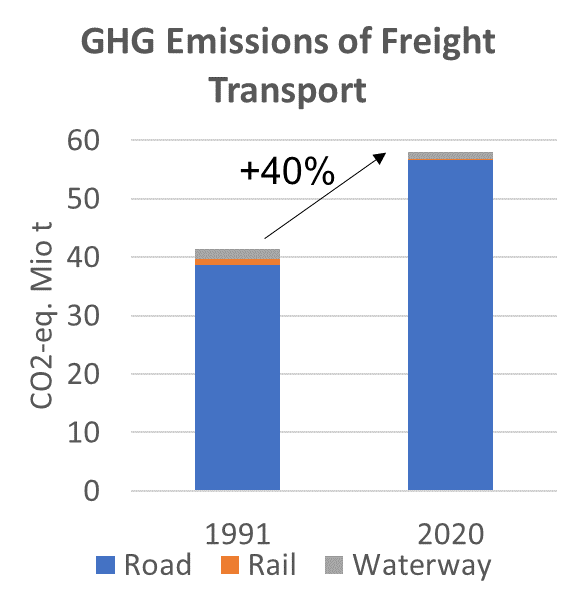 GHG Emissions of Freight
Transport
CO2-eq. Mio t
60
50
40
30
20
10
0
+40%
1991 2020
Road Rail Waterway